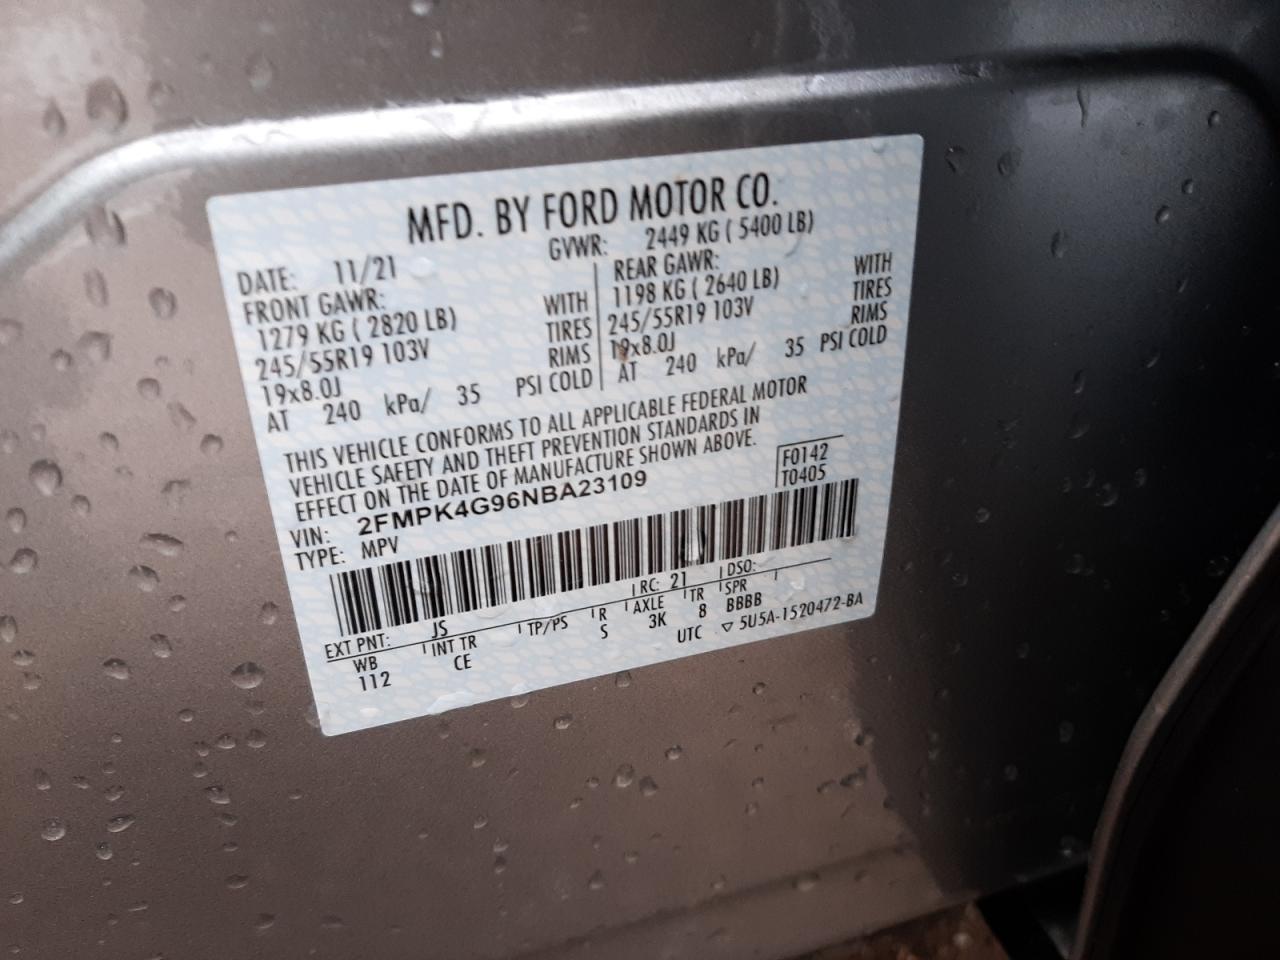 MFD. BY FORD MOTOR CO.
DATE: 11/21 GVWR: 2449 KG ( 5400 LB)
FRONT GAWR:
1279 KG ( 2820 LB) WITH
245/55R19 103V TIRES
19x8.0J RIMS
AT 240 kPa/ 35 PSI COLD
REAR GAWR:
1198 KG ( 2640 LB) WITH
245/55R19 103V TIRES
19x8.0J RIMS
AT 240 kPa/ 35 PSI COLD
THIS VEHICLE CONFORMS TO ALL APPLICABLE FEDERAL MOTOR
VEHICLE SAFETY AND THEFT PREVENTION STANDARDS IN
EFFECT ON THE DATE OF MANUFACTURE SHOWN ABOVE.
VIN: 2FMPK4G96NBA23109
TYPE: MPV
F0142
T0405
EXT PNT: JS RC: 21 DSO:
WB INT TR TP/PS R AXLE TR SPR
112 CE S 3K 8 BBBB
UTC ▽ 5U5A-1520472-BA